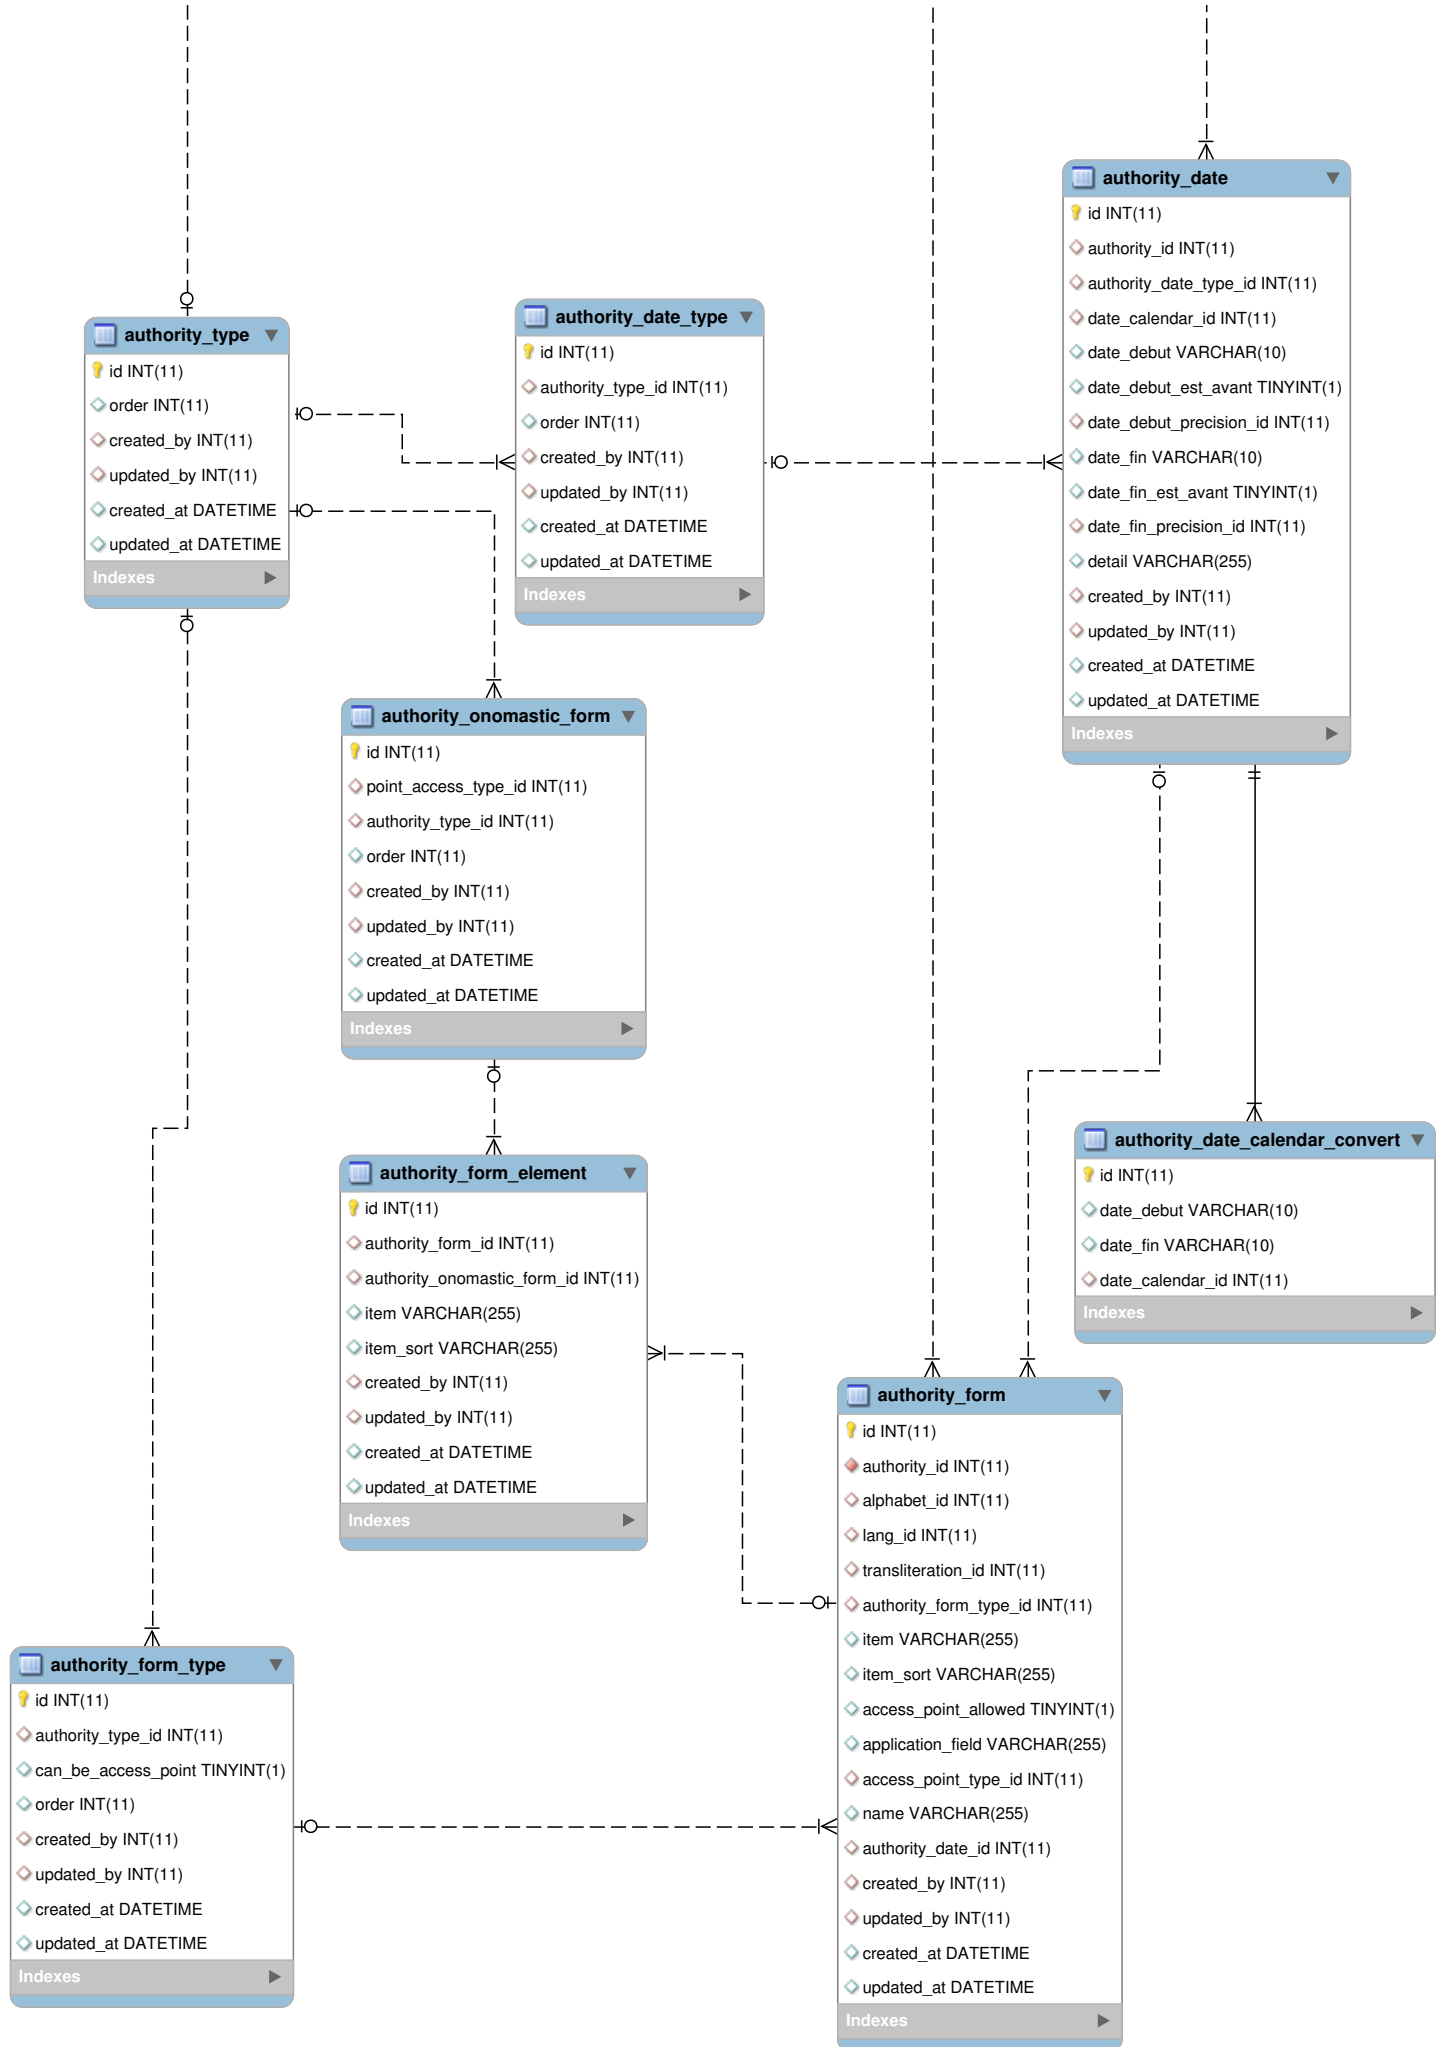 authority_date
id INT(11)
authority_id INT(11)
authority_date_type_id INT(11)
date_calendar_id INT(11)
date_debut VARCHAR(10)
date_debut_est_avant TINYINT(1)
date_debut_precision_id INT(11)
date_fin VARCHAR(10)
date_fin_est_avant TINYINT(1)
date_fin_precision_id INT(11)
detail VARCHAR(255)
created_by INT(11)
updated_by INT(11)
created_at DATETIME
updated_at DATETIME
Indexes
authority_type
id INT(11)
order INT(11)
created_by INT(11)
updated_by INT(11)
created_at DATETIME
updated_at DATETIME
Indexes
authority_date_type
id INT(11)
authority_type_id INT(11)
order INT(11)
created_by INT(11)
updated_by INT(11)
created_at DATETIME
updated_at DATETIME
Indexes
authority_onomastic_form
id INT(11)
point_access_type_id INT(11)
authority_type_id INT(11)
order INT(11)
created_by INT(11)
updated_by INT(11)
created_at DATETIME
updated_at DATETIME
Indexes
authority_date_calendar_convert
id INT(11)
date_debut VARCHAR(10)
date_fin VARCHAR(10)
date_calendar_id INT(11)
Indexes
authority_form_element
id INT(11)
authority_form_id INT(11)
authority_onomastic_form_id INT(11)
item VARCHAR(255)
item_sort VARCHAR(255)
created_by INT(11)
updated_by INT(11)
created_at DATETIME
updated_at DATETIME
Indexes
authority_form
id INT(11)
authority_id INT(11)
alphabet_id INT(11)
lang_id INT(11)
transliteration_id INT(11)
authority_form_type_id INT(11)
item VARCHAR(255)
item_sort VARCHAR(255)
access_point_allowed TINYINT(1)
application_field VARCHAR(255)
access_point_type_id INT(11)
name VARCHAR(255)
authority_date_id INT(11)
created_by INT(11)
updated_by INT(11)
created_at DATETIME
updated_at DATETIME
Indexes
authority_form_type
id INT(11)
authority_type_id INT(11)
can_be_access_point TINYINT(1)
order INT(11)
created_by INT(11)
updated_by INT(11)
created_at DATETIME
updated_at DATETIME
Indexes